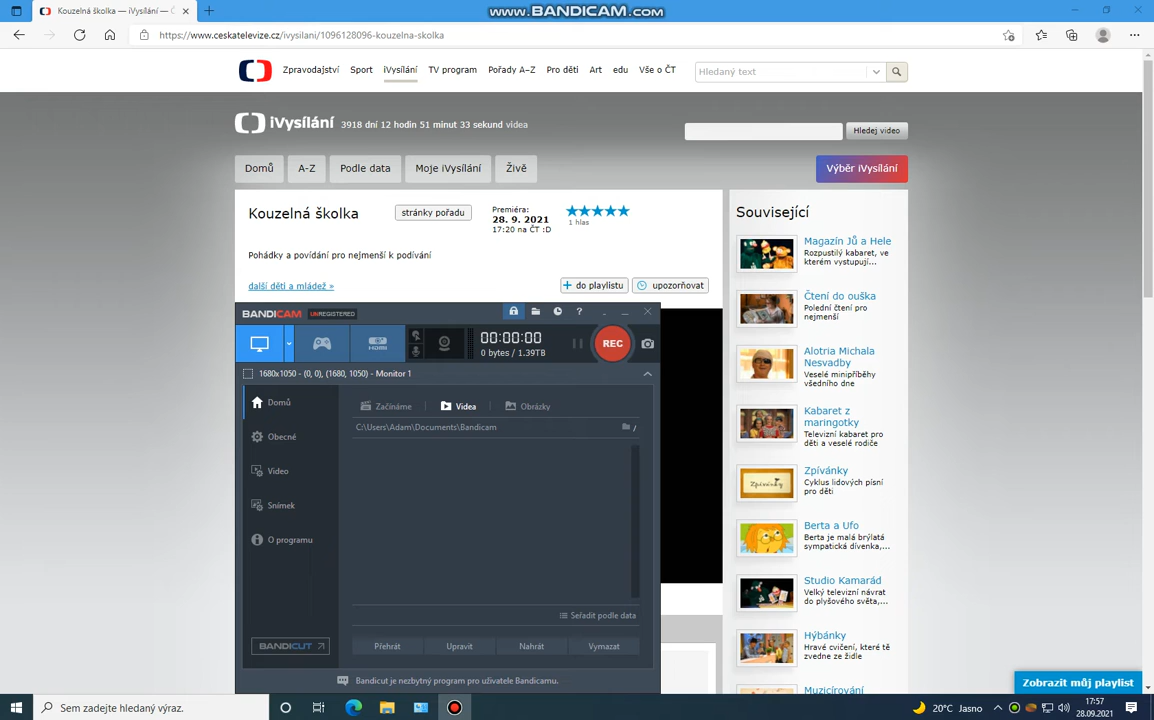 www.BANDICAM.com
Kouzelná školka — iVysílání — Č
https://www.ceskatelevize.cz/ivysilani/1096128096-kouzelna-skolka
Zpravodajství Sport iVysílání TV program Pořady A–Z Pro děti Art edu Vše o ČT Hledaný text
iVysílání 3918 dní 12 hodin 51 minut 33 sekund videa Hledej video
Domů A-Z Podle data Moje iVysílání Živě Výběr iVysílání
Kouzelná školka
stránky pořadu
Premiéra:
28. 9. 2021
17:20 na ČT :D
1 hlas
Pohádky a povídání pro nejmenší k podívání
další děti a mládež »
do playlistu upozorňovat
BANDICAM UNREGISTERED
HDMI
00:00:00
0 bytes / 1.39TB
REC
1680x1050 - (0, 0), (1680, 1050) - Monitor 1
Domů
Obecné
Video
Snímek
O programu
BANDICUT
Začínáme Videa Obrázky
C:\Users\Adam\Documents\Bandicam
Seřadit podle data
Přehrát Upravit Nahrát Vymazat
Bandicut je nezbytný program pro uživatele Bandicamu.
Související
Magazín Jů a Hele
Rozpustilý kabaret, ve
kterém vystupují...
Čtení do ouška
Polední čtení pro
nejmenší
Alotria Michala
Nesvadby
Veselé minipříběhy
všedního dne
Kabaret z
maringotky
Televizní kabaret pro
děti a veselé rodiče
Zpívánky
Zpívánky
Cyklus lidových písní
pro děti
Berta a Ufo
Berta je malá brýlatá
sympatická dívenka,...
Studio Kamarád
Velký televizní návrat
do plyšového světa,...
Hýbánky
Hravé cvičení, které tě
zvedne ze židle
Muzicírování
Zobrazit můj playlist
Sem zadejte hledaný výraz.
20°C Jasno
17:57
28.09.2021